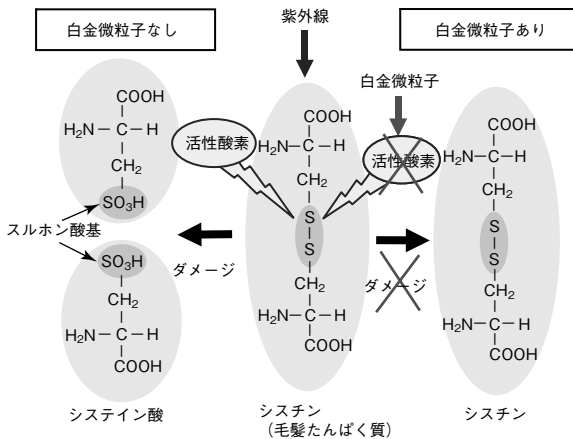 白金微粒子なし
紫外線
白金微粒子あり
白金微粒子
COOH
H₂N－C－H
CH₂
SO₃H
スルホン酸基
SO₃H
CH₂
H₂N－C－H
COOH
システイン酸
活性酸素
活性酸素
ダメージ
ダメージ
COOH
H₂N－C－H
CH₂
S
S
CH₂
H₂N－C－H
COOH
シスチン
（毛髪たんぱく質）
COOH
H₂N－C－H
CH₂
S
S
CH₂
H₂N－C－H
COOH
シスチン